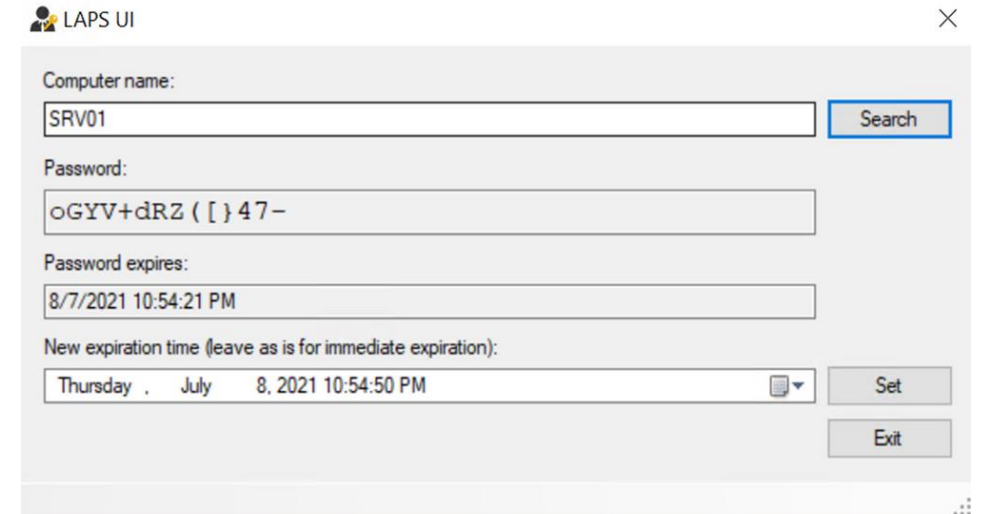 LAPS UI
Computer name:
SRV01
Search
Password:
oGYV+dRZ([}47-
Password expires:
8/7/2021 10:54:21 PM
New expiration time (leave as is for immediate expiration):
Thursday , July 8, 2021 10:54:50 PM
Set
Exit